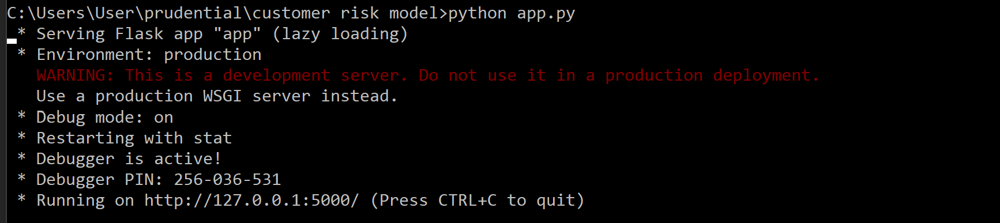 C:\Users\User\prudential\customer risk model>python app.py
* Serving Flask app "app" (lazy loading)
* Environment: production
WARNING: This is a development server. Do not use it in a production deployment.
Use a production WSGI server instead.
* Debug mode: on
* Restarting with stat
* Debugger is active!
* Debugger PIN: 256-036-531
* Running on http://127.0.0.1:5000/ (Press CTRL+C to quit)